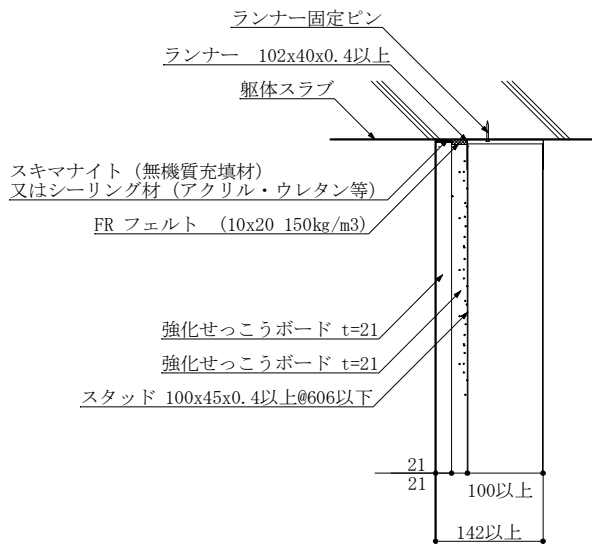 ランナー固定ピン
ランナー 102x40x0.4以上
躯体スラブ
スキマナイト（無機質充填材）
又はシーリング材（アクリル・ウレタン等）
FR フェルト （10x20 150kg/m3）
強化せっこうボード t=21
強化せっこうボード t=21
スタッド 100x45x0.4以上@606以下
21
21
100以上
142以上